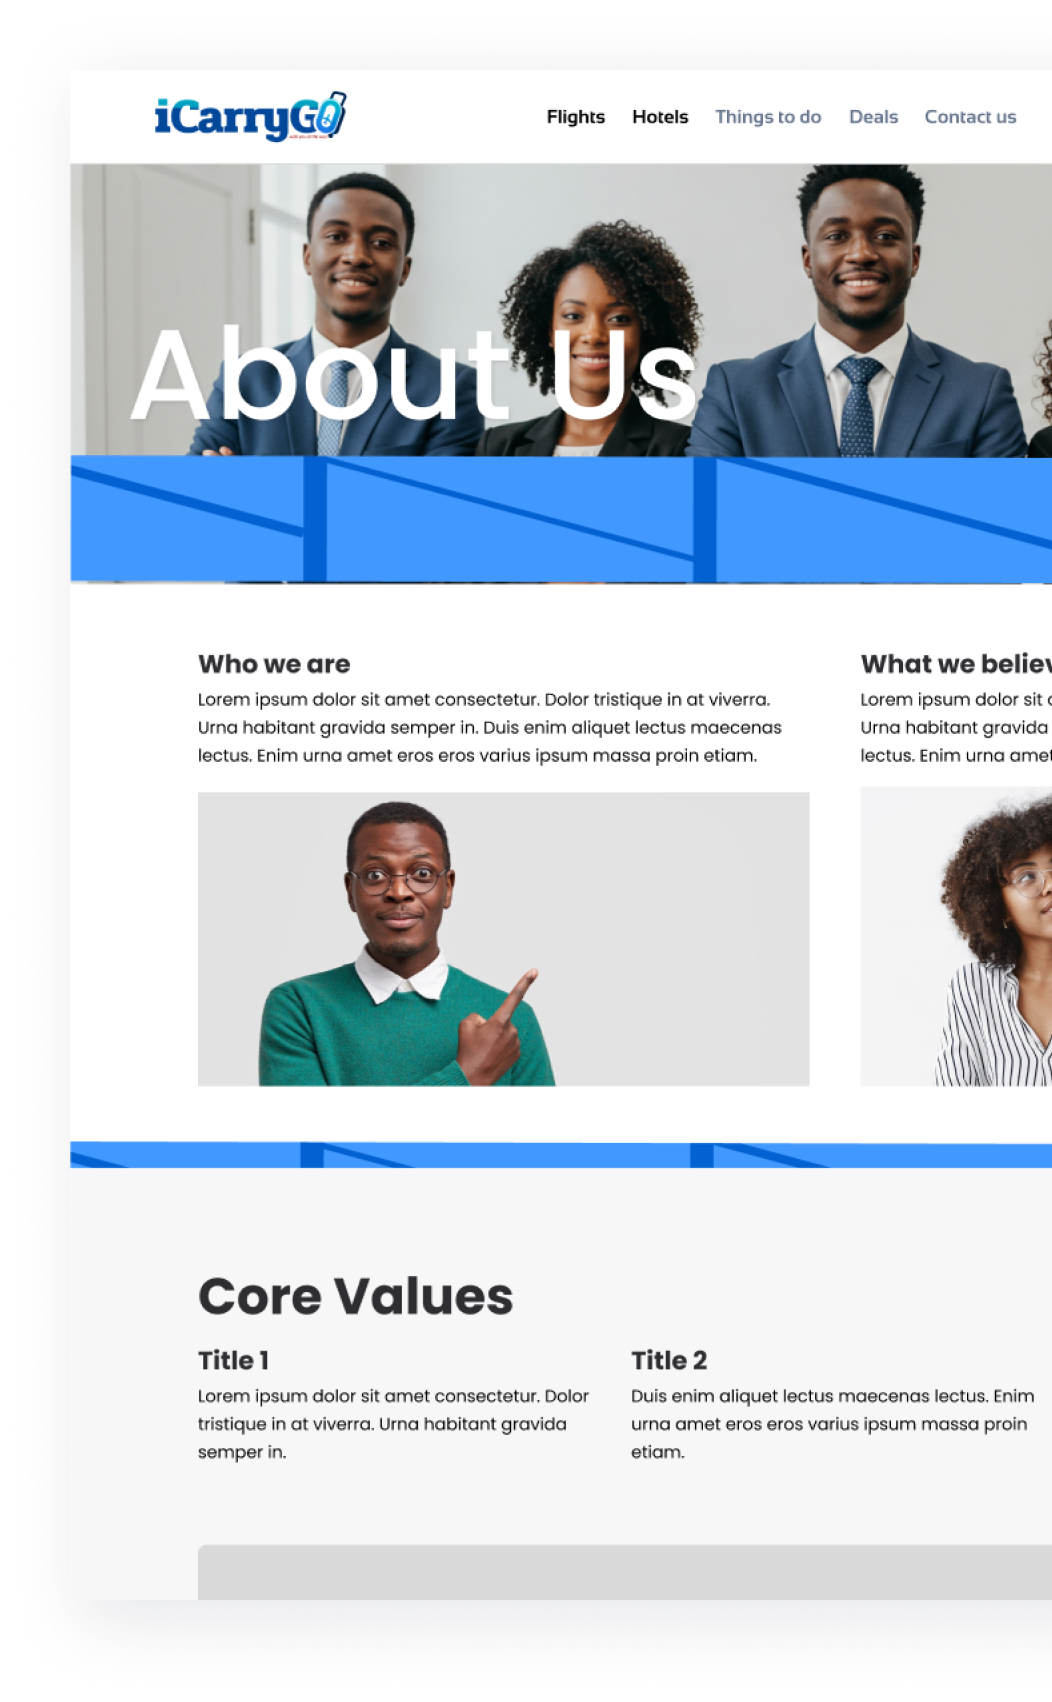 iCarryGO
Flights Hotels Things to do Deals Contact us
About Us
Who we are
Lorem ipsum dolor sit amet consectetur. Dolor tristique in at viverra.
Urna habitant gravida semper in. Duis enim aliquet lectus maecenas
lectus. Enim urna amet eros eros varius ipsum massa proin etiam.
What we believ
Lorem ipsum dolor sit
Urna habitant gravida
lectus. Enim urna amet
Core Values
Title 1
Lorem ipsum dolor sit amet consectetur. Dolor
tristique in at viverra. Urna habitant gravida
semper in.
Title 2
Duis enim aliquet lectus maecenas lectus. Enim
urna amet eros eros varius ipsum massa proin
etiam.